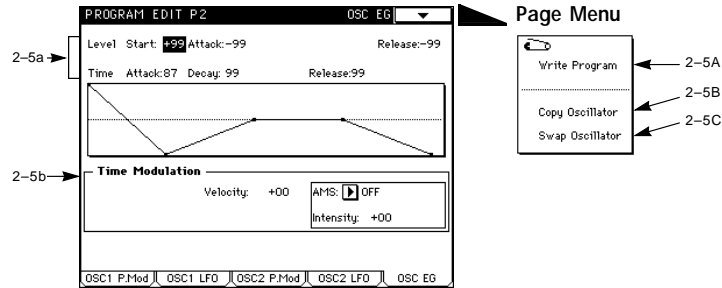 PROGRAM EDIT P2 OSC EG
Page Menu
2–5a
Level Start: +99 Attack:–99 Release:–99
Time Attack:87 Decay: 99 Release:99
Write Program
2–5A
2–5B
Copy Oscillator
2–5C
Swap Oscillator
2–5b
Time Modulation
Velocity: +00 AMS: OFF
Intensity: +00
OSC1 P.Mod OSC1 LFO OSC2 P.Mod OSC2 LFO OSC EG